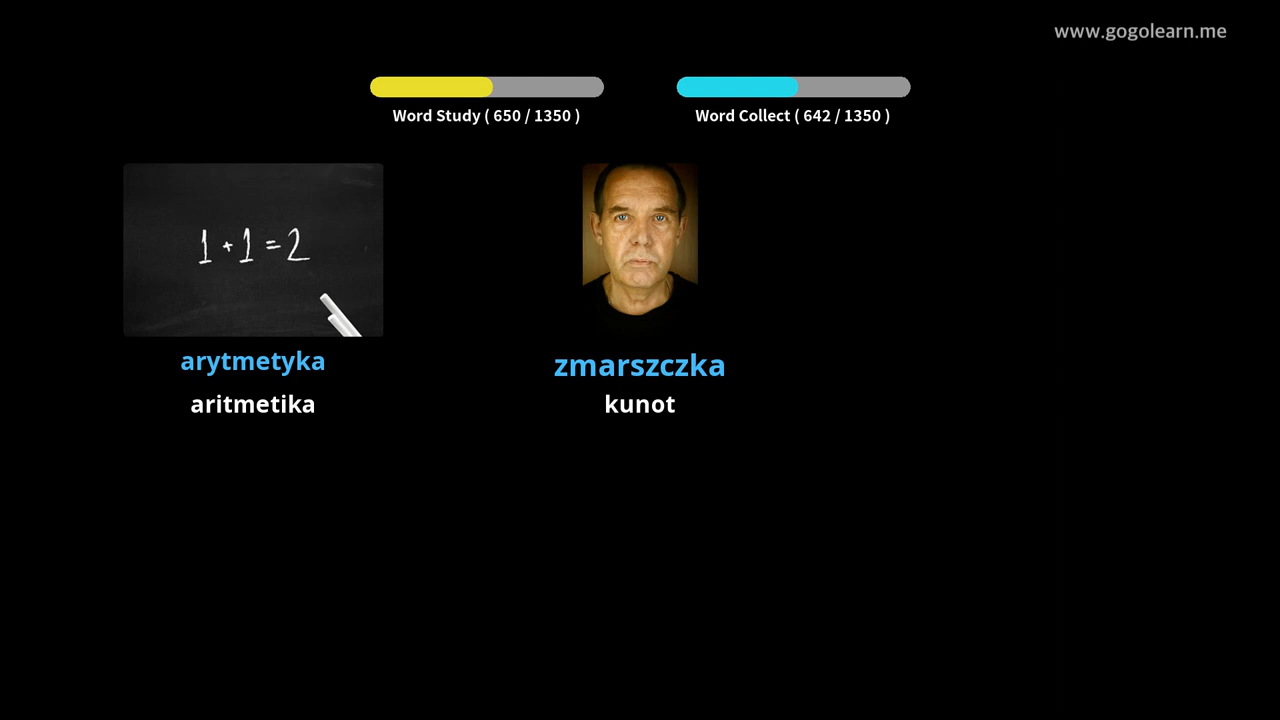 www.gogolearn.me
Word Study ( 650 / 1350 )
Word Collect ( 642 / 1350 )
1 + 1 = 2
arytmetyka
zmarszczka
aritmetika
kunot